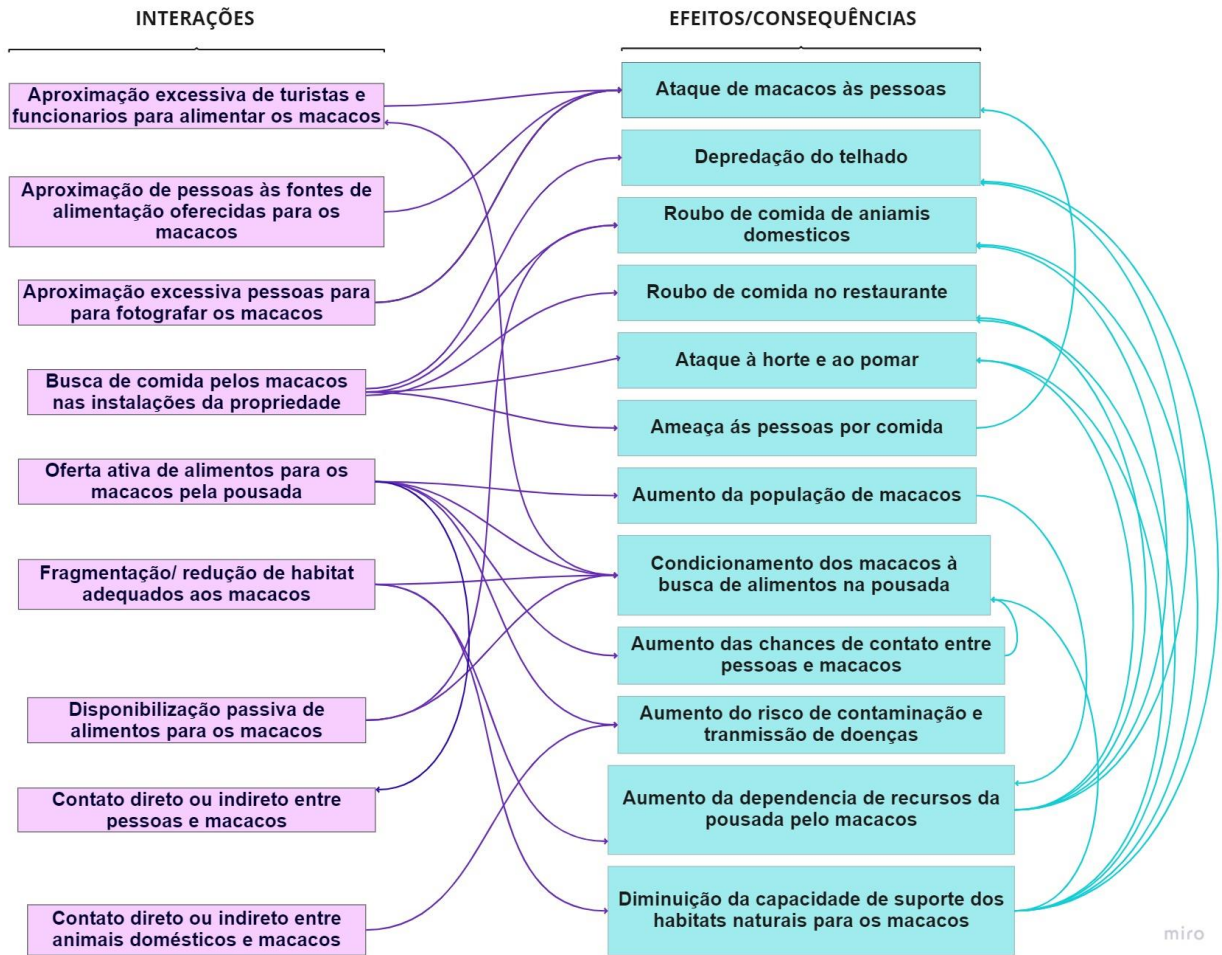 INTERAÇÕES
Aproximação excessiva de turistas e
funcionarios para alimentar os macacos
Aproximação de pessoas às fontes de
alimentação oferecidas para os
macacos
Aproximação excessiva pessoas para
para fotografar os macacos
Busca de comida pelos macacos
nas instalações da propriedade
Oferta ativa de alimentos para os
macacos pela pousada
Fragmentação/ redução de habitat
adequados aos macacos
Disponibilização passiva de
alimentos para os macacos
Contato direto ou indireto entre
pessoas e macacos
Contato direto ou indireto entre
animais domésticos e macacos
EFEITOS/CONSEQUÊNCIAS
Ataque de macacos às pessoas
Depredação do telhado
Roubo de comida de aniamis
domesticos
Roubo de comida no restaurante
Ataque à horte e ao pomar
Ameaça ás pessoas por comida
Aumento da população de macacos
Condicionamento dos macacos à
busca de alimentos na pousada
Aumento das chances de contato entre
pessoas e macacos
Aumento do risco de contaminação e
tranmissão de doenças
Aumento da dependencia de recursos da
pousada pelo macacos
Diminuição da capacidade de suporte dos
habitats naturais para os macacos
miro